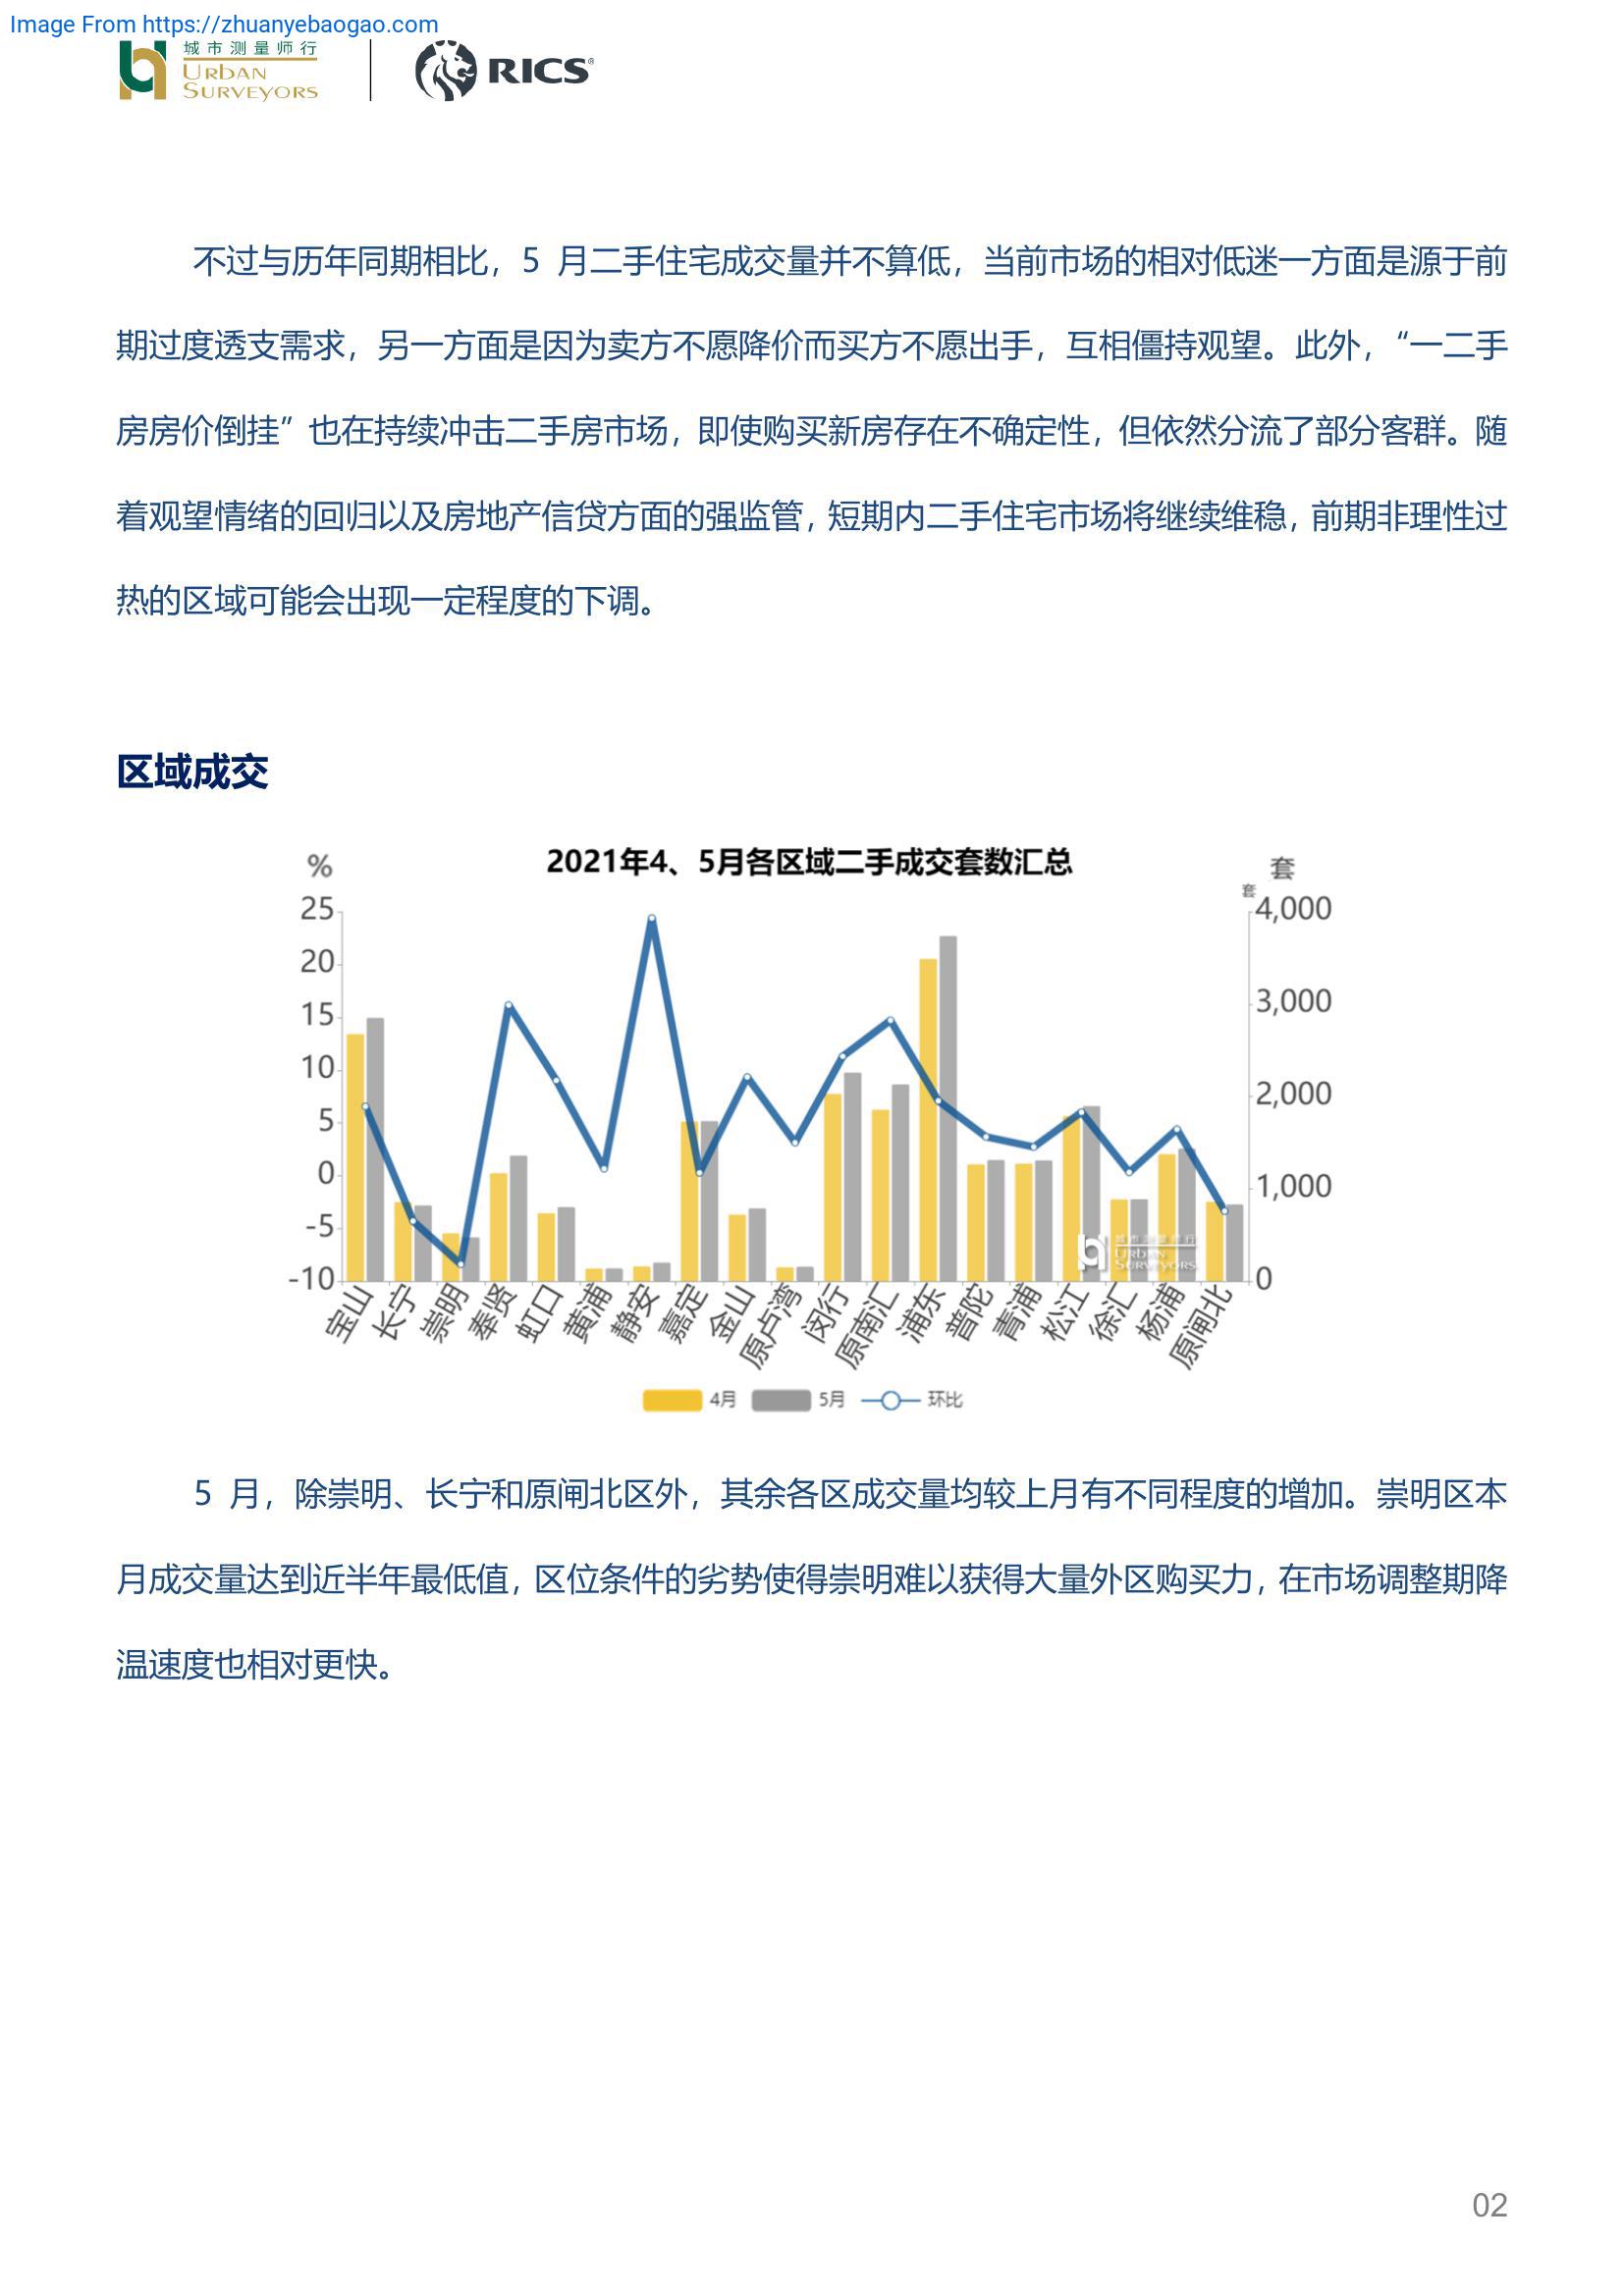 Image From https://zhuanyebaogao.com
城市测量师行
URBAN
SURVEYORS
RICS®
不过与历年同期相比，5 月二手住宅成交量并不算低，当前市场的相对低迷一方面是源于前
期过度透支需求，另一方面是因为卖方不愿降价而买方不愿出手，互相僵持观望。此外，“一二手
房房价倒挂”也在持续冲击二手房市场，即使购买新房存在不确定性，但依然分流了部分客群。随
着观望情绪的回归以及房地产信贷方面的强监管，短期内二手住宅市场将继续维稳，前期非理性过
热的区域可能会出现一定程度的下调。
区域成交
2021年4、5月各区域二手成交套数汇总
%
套
套
25
20
15
10
5
0
-5
-10
4,000
3,000
2,000
1,000
0
城市测量师行
URBAN
SURVEYORS
宝山
长宁
崇明
奉贤
虹口
黄浦
静安
嘉定
金山
原卢湾
闵行
原南汇
浦东
普陀
青浦
松江
徐汇
杨浦
原闸北
4月 5月 环比
5 月，除崇明、长宁和原闸北区外，其余各区成交量均较上月有不同程度的增加。崇明区本
月成交量达到近半年最低值，区位条件的劣势使得崇明难以获得大量外区购买力，在市场调整期降
温速度也相对更快。
02